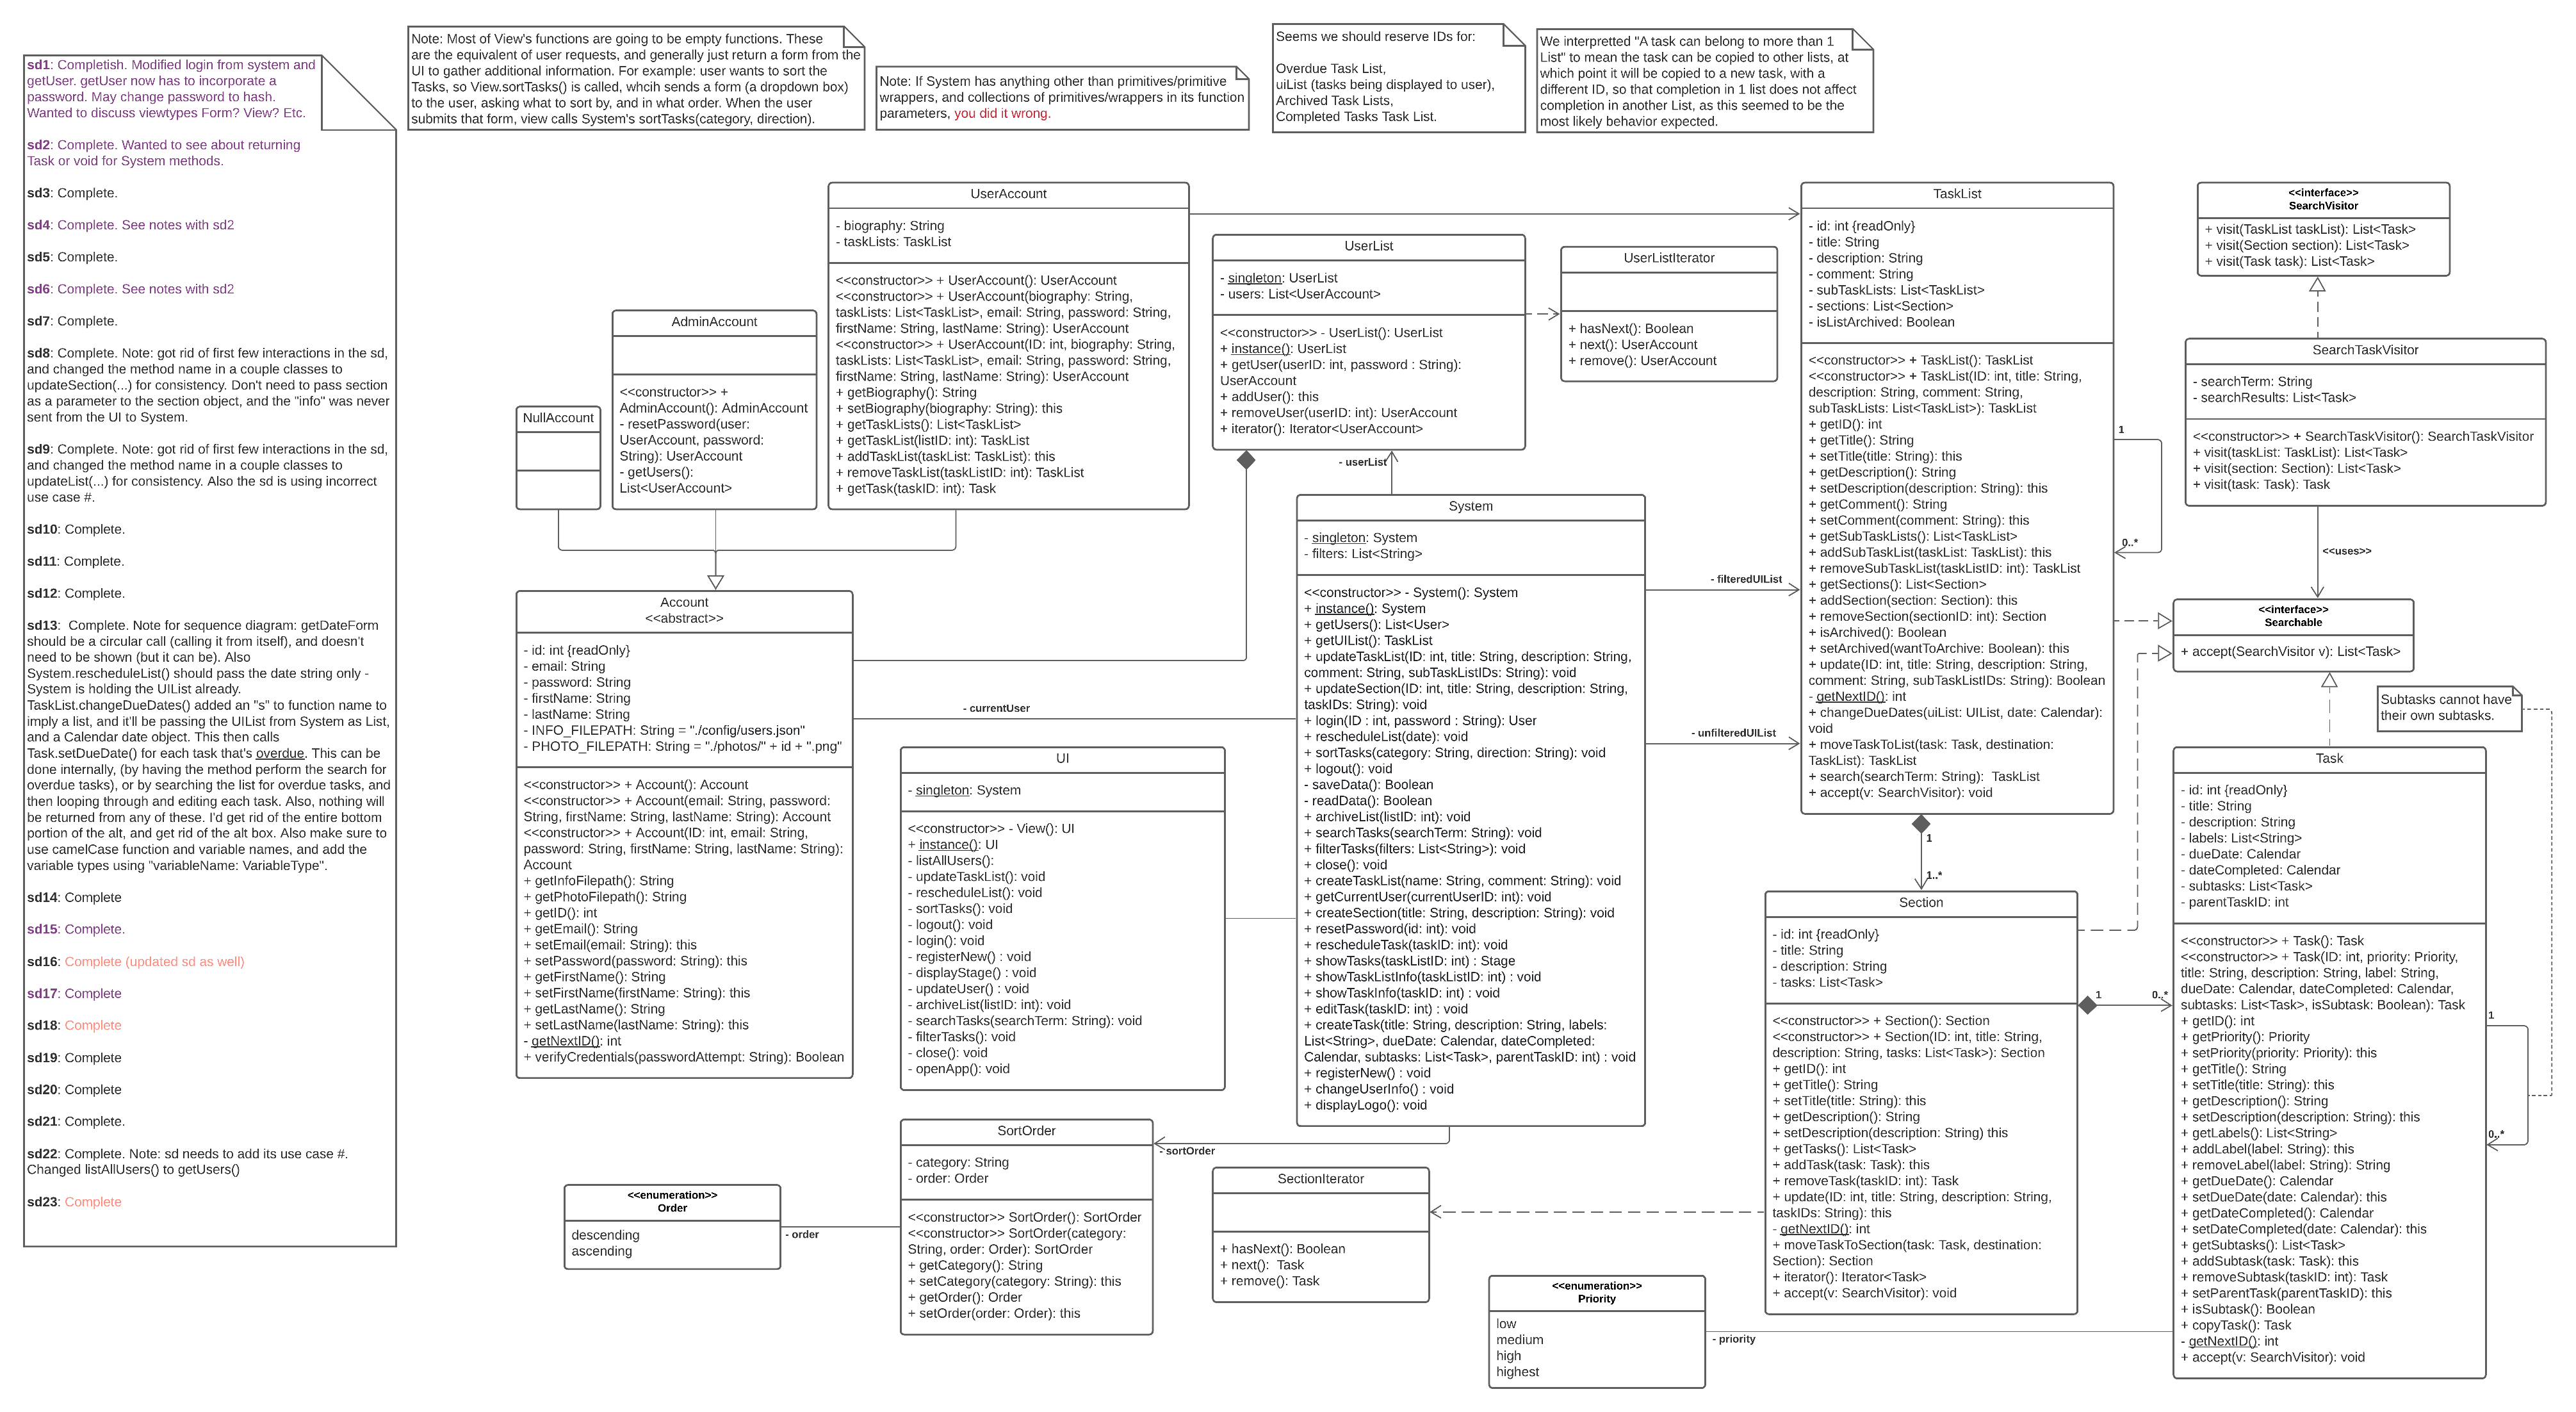 sd1: Completish. Modified login from system and
getUser. getUser now has to incorporate a
password. May change password to hash.
Wanted to discuss viewtypes Form? View? Etc.
sd2: Complete. Wanted to see about returning
Task or void for System methods.
sd3: Complete.
sd4: Complete. See notes with sd2
sd5: Complete.
sd6: Complete. See notes with sd2
sd7: Complete.
sd8: Complete. Note: got rid of first few interactions in the sd,
and changed the method name in a couple classes to
updateSection(...) for consistency. Don't need to pass section
as a parameter to the section object, and the "info" was never
sent from the UI to System.
sd9: Complete. Note: got rid of first few interactions in the sd,
and changed the method name in a couple classes to
updateList(...) for consistency. Also the sd is using incorrect
use case #.
sd10: Complete.
sd11: Complete.
sd12: Complete.
sd13:  Complete. Note for sequence diagram: getDateForm
should be a circular call (calling it from itself), and doesn't
need to be shown (but it can be). Also
System.rescheduleList() should pass the date string only -
System is holding the UIList already.
TaskList.changeDueDates() added an "s" to function name to
imply a list, and it'll be passing the UIList from System as List,
and a Calendar date object. This then calls
Task.setDueDate() for each task that's overdue. This can be
done internally, (by having the method perform the search for
overdue tasks), or by searching the list for overdue tasks, and
then looping through and editing each task. Also, nothing will
be returned from any of these. I'd get rid of the entire bottom
portion of the alt, and get rid of the alt box. Also make sure to
use camelCase function and variable names, and add the
variable types using "variableName: VariableType".
sd14: Complete
sd15: Complete.
sd16: Complete (updated sd as well)
sd17: Complete
sd18: Complete
sd19: Complete
sd20: Complete
sd21: Complete.
sd22: Complete. Note: sd needs to add its use case #.
Changed listAllUsers() to getUsers()
sd23: Complete
Note: Most of View's functions are going to be empty functions. These
are the equivalent of user requests, and generally just return a form from the
UI to gather additional information. For example: user wants to sort the
Tasks, so View.sortTasks() is called, whcih sends a form (a dropdown box)
to the user, asking what to sort by, and in what order. When the user
submits that form, view calls System's sortTasks(category, direction).
Note: If System has anything other than primitives/primitive
wrappers, and collections of primitives/wrappers in its function
parameters, you did it wrong.
Seems we should reserve IDs for:
Overdue Task List,
uiList (tasks being displayed to user),
Archived Task Lists,
Completed Tasks Task List.
We interpretted "A task can belong to more than 1
List" to mean the task can be copied to other lists, at
which point it will be copied to a new task, with a
different ID, so that completion in 1 list does not affect
completion in another List, as this seemed to be the
most likely behavior expected.
NullAccount
AdminAccount
<<constructor>> +
AdminAccount(): AdminAccount
- resetPassword(user:
UserAccount, password:
String): UserAccount
- getUsers():
List<UserAccount>
UserAccount
- biography: String
- taskLists: TaskList
<<constructor>> + UserAccount(): UserAccount
<<constructor>> + UserAccount(biography: String,
taskLists: List<TaskList>, email: String, password: String,
firstName: String, lastName: String): UserAccount
<<constructor>> + UserAccount(ID: int, biography: String,
taskLists: List<TaskList>, email: String, password: String,
firstName: String, lastName: String): UserAccount
+ getBiography(): String
+ setBiography(biography: String): this
+ getTaskLists(): List<TaskList>
+ getTaskList(listID: int): TaskList
+ addTaskList(taskList: TaskList): this
+ removeTaskList(taskListID: int): TaskList
+ getTask(taskID: int): Task
UserList
- singleton: UserList
- users: List<UserAccount>
<<constructor>> - UserList(): UserList
+ instance(): UserList
+ getUser(userID: int, password : String):
UserAccount
+ addUser(): this
+ removeUser(userID: int): UserAccount
+ iterator(): Iterator<UserAccount>
UserListIterator
+ hasNext(): Boolean
+ next(): UserAccount
+ remove(): UserAccount
TaskList
- id: int {readOnly}
- title: String
- description: String
- comment: String
- subTaskLists: List<TaskList>
- sections: List<Section>
- isListArchived: Boolean
<<constructor>> + TaskList(): TaskList
<<constructor>> + TaskList(ID: int, title: String,
description: String, comment: String,
subTaskLists: List<TaskList>): TaskList
+ getID(): int
+ getTitle(): String
+ setTitle(title: String): this
+ getDescription(): String
+ setDescription(description: String): this
+ getComment(): String
+ setComment(comment: String): this
+ getSubTaskLists(): List<TaskList>
+ addSubTaskList(taskList: TaskList): this
+ removeSubTaskList(taskListID: int): TaskList
+ getSections(): List<Section>
+ addSection(section: Section): this
+ removeSection(sectionID: int): Section
+ isArchived(): Boolean
+ setArchived(wantToArchive: Boolean): this
+ update(ID: int, title: String, description: String,
comment: String, subTaskListIDs: String): Boolean
- getNextID(): int
+ changeDueDates(uiList: UIList, date: Calendar):
void
+ moveTaskToList(task: Task, destination:
TaskList): TaskList
+ search(searchTerm: String):  TaskList
+ accept(v: SearchVisitor): void
1
0..*
<<interface>>
SearchVisitor
+ visit(TaskList taskList): List<Task>
+ visit(Section section): List<Task>
+ visit(Task task): List<Task>
SearchTaskVisitor
- searchTerm: String
- searchResults: List<Task>
<<constructor>> + SearchTaskVisitor(): SearchTaskVisitor
+ visit(taskList: TaskList): List<Task>
+ visit(section: Section): List<Task>
+ visit(task: Task): Task
<<uses>>
<<interface>>
Searchable
+ accept(SearchVisitor v): List<Task>
Subtasks cannot have
their own subtasks.
Account
<<abstract>>
- id: int {readOnly}
- email: String
- password: String
- firstName: String
- lastName: String
- INFO_FILEPATH: String = "./config/users.json"
- PHOTO_FILEPATH: String = "./photos/" + id + ".png"
<<constructor>> + Account(): Account
<<constructor>> + Account(email: String, password:
String, firstName: String, lastName: String): Account
<<constructor>> + Account(ID: int, email: String,
password: String, firstName: String, lastName: String):
Account
+ getInfoFilepath(): String
+ getPhotoFilepath(): String
+ getID(): int
+ getEmail(): String
+ setEmail(email: String): this
+ setPassword(password: String): this
+ getFirstName(): String
+ setFirstName(firstName: String): this
+ getLastName(): String
+ setLastName(lastName: String): this
- getNextID(): int
+ verifyCredentials(passwordAttempt: String): Boolean
- currentUser
- userList
UI
- singleton: System
<<constructor>> - View(): UI
+ instance(): UI
- listAllUsers():
- updateTaskList(): void
- rescheduleList(): void
- sortTasks(): void
- logout(): void
- login(): void
- registerNew() : void
- displayStage() : void
- updateUser() : void
- archiveList(listID: int): void
- searchTasks(searchTerm: String): void
- filterTasks(): void
- close(): void
- openApp(): void
System
- singleton: System
- filters: List<String>
<<constructor>> - System(): System
+ instance(): System
+ getUsers(): List<User>
+ getUIList(): TaskList
+ updateTaskList(ID: int, title: String, description: String,
comment: String, subTaskListIDs: String): void
+ updateSection(ID: int, title: String, description: String,
taskIDs: String): void
+ login(ID : int, password : String): User
+ rescheduleList(date): void
+ sortTasks(category: String, direction: String): void
+ logout(): void
- saveData(): Boolean
- readData(): Boolean
+ archiveList(listID: int): void
+ searchTasks(searchTerm: String): void
+ filterTasks(filters: List<String>): void
+ close(): void
+ createTaskList(name: String, comment: String): void
+ getCurrentUser(currentUserID: int): void
+ createSection(title: String, description: String): void
+ resetPassword(id: int): void
+ rescheduleTask(taskID: int): void
+ showTasks(taskListID: int) : Stage
+ showTaskListInfo(taskListID: int) : void
+ showTaskInfo(taskID: int) : void
+ editTask(taskID: int) : void
+ createTask(title: String, description: String, labels:
List<String>, dueDate: Calendar, dateCompleted:
Calendar, subtasks: List<Task>, parentTaskID: int) : void
+ registerNew() : void
+ changeUserInfo() : void
+ displayLogo(): void
- filteredUIList
- unfilteredUIList
1
1..*
Section
- id: int {readOnly}
- title: String
- description: String
- tasks: List<Task>
<<constructor>> + Section(): Section
<<constructor>> + Section(ID: int, title: String,
description: String, tasks: List<Task>): Section
+ getID(): int
+ getTitle(): String
+ setTitle(title: String): this
+ getDescription(): String
+ setDescription(description: String) this
+ getTasks(): List<Task>
+ addTask(task: Task): this
+ removeTask(taskID: int): Task
+ update(ID: int, title: String, description: String,
taskIDs: String): this
- getNextID(): int
+ moveTaskToSection(task: Task, destination:
Section): Section
+ iterator(): Iterator<Task>
+ accept(v: SearchVisitor): void
1
0..*
Task
- id: int {readOnly}
- title: String
- description: String
- labels: List<String>
- dueDate: Calendar
- dateCompleted: Calendar
- subtasks: List<Task>
- parentTaskID: int
<<constructor>> + Task(): Task
<<constructor>> + Task(ID: int, priority: Priority,
title: String, description: String, label: String,
dueDate: Calendar, dateCompleted: Calendar,
subtasks: List<Task>, isSubtask: Boolean): Task
+ getID(): int
+ getPriority(): Priority
+ setPriority(priority: Priority): this
+ getTitle(): String
+ setTitle(title: String): this
+ getDescription(): String
+ setDescription(description: String): this
+ getLabels(): List<String>
+ addLabel(label: String): this
+ removeLabel(label: String): String
+ getDueDate(): Calendar
+ setDueDate(date: Calendar): this
+ getDateCompleted(): Calendar
+ setDateCompleted(date: Calendar): this
+ getSubtasks(): List<Task>
+ addSubtask(task: Task): this
+ removeSubtask(taskID: int): Task
+ setParentTask(parentTaskID): this
+ isSubtask(): Boolean
+ copyTask(): Task
- getNextID(): int
+ accept(v: SearchVisitor): void
1
0..*
SortOrder
- category: String
- order: Order
<<constructor>> SortOrder(): SortOrder
<<constructor>> SortOrder(category:
String, order: Order): SortOrder
+ getCategory(): String
+ setCategory(category: String): this
+ getOrder(): Order
+ setOrder(order: Order): this
- sortOrder
<<enumeration>>
Order
descending
ascending
- order
SectionIterator
+ hasNext(): Boolean
+ next():  Task
+ remove(): Task
<<enumeration>>
Priority
low
medium
high
highest
- priority